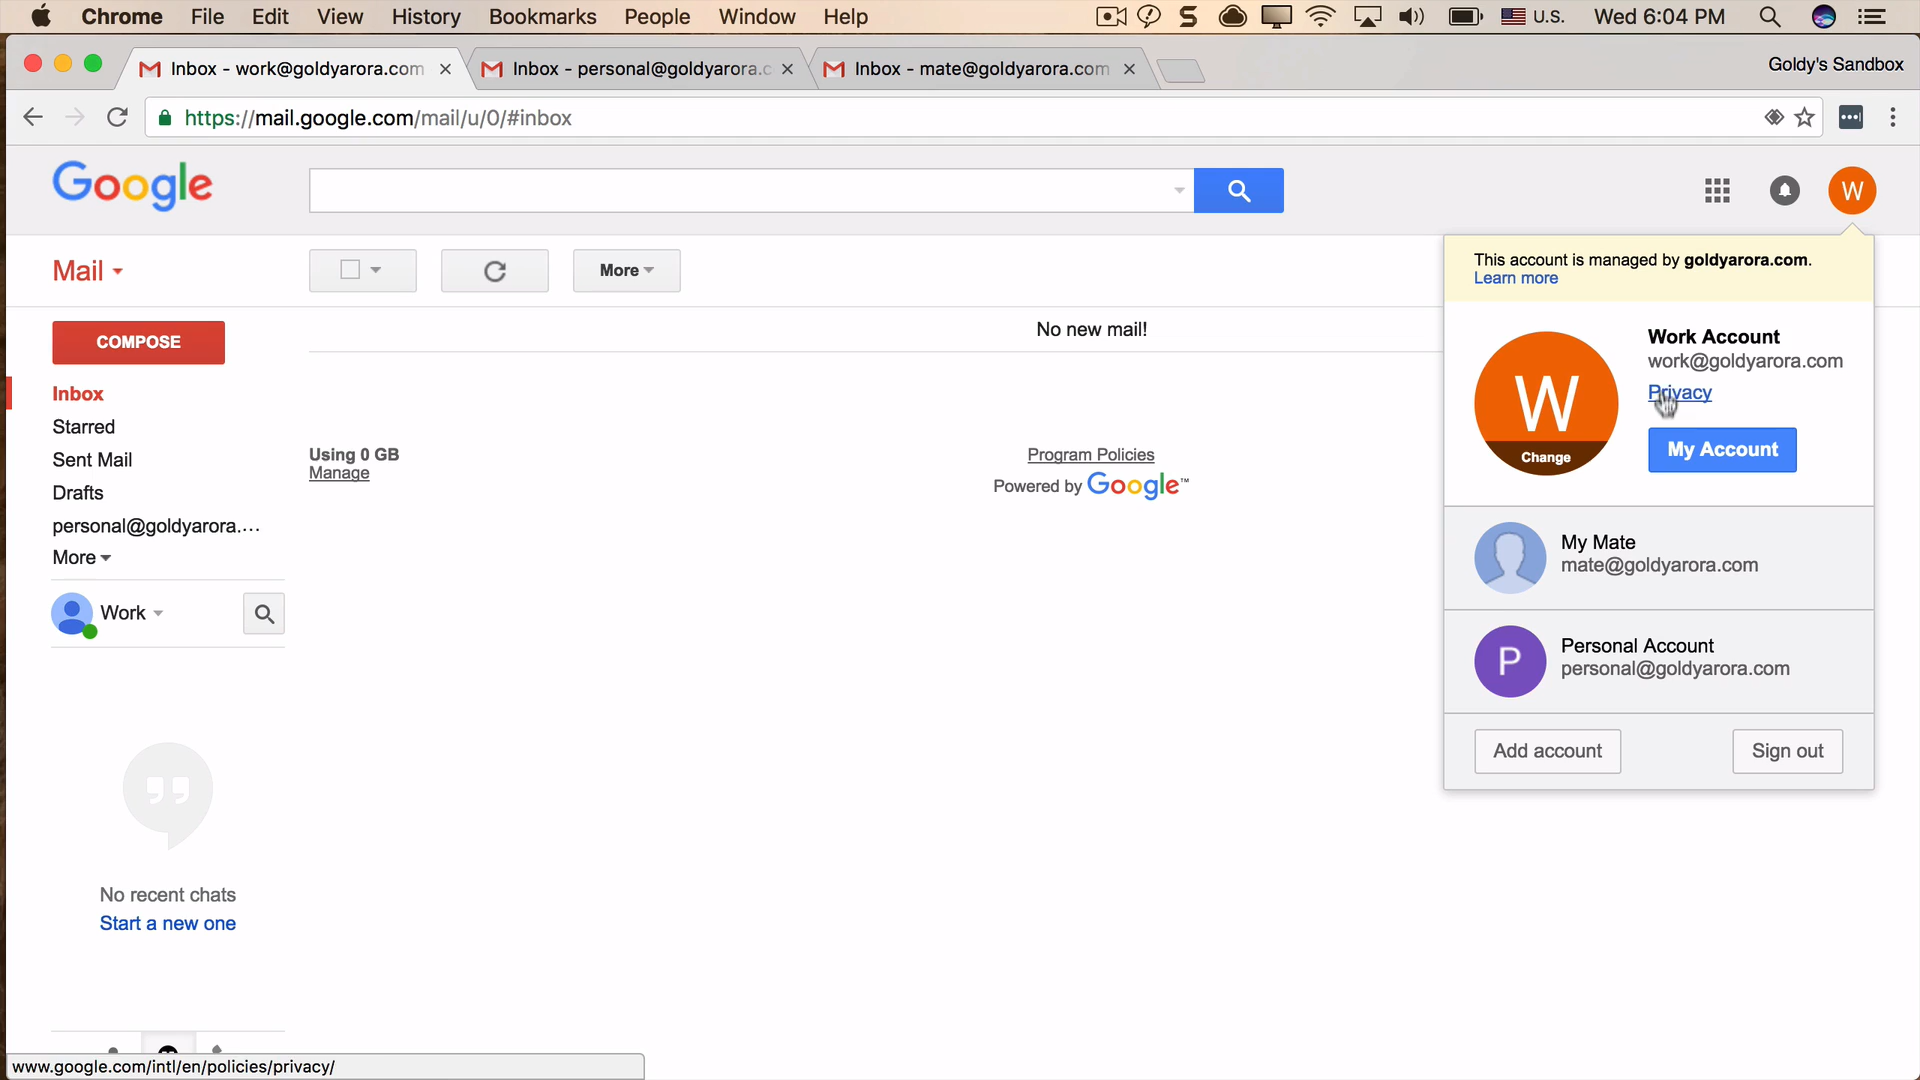 Chrome File Edit View History Bookmarks People Window Help U.S. Wed 6:04 PM
Inbox - work@goldyarora.com Inbox - personal@goldyarora.c Inbox - mate@goldyarora.com Goldy's Sandbox
https://mail.google.com/mail/u/0/#inbox
Google W
This account is managed by goldyarora.com.
Learn more
Mail More
No new mail!
COMPOSE
Inbox
Starred
Sent Mail
Drafts
personal@goldyarora....
More
Work
Using 0 GB
Manage
Program Policies
Powered by Google™
W
Change
Work Account
work@goldyarora.com
Privacy
My Account
My Mate
mate@goldyarora.com
P
Personal Account
personal@goldyarora.com
Add account Sign out
No recent chats
Start a new one
www.google.com/intl/en/policies/privacy/